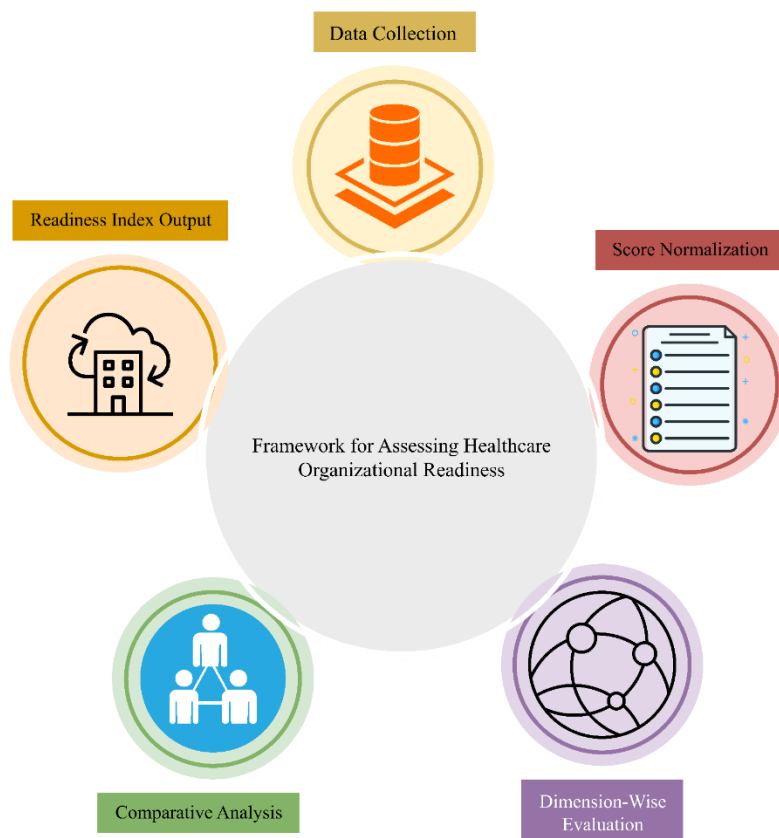 Data Collection
Readiness Index Output
Score Normalization
Framework for Assessing Healthcare
Organizational Readiness
Comparative Analysis
Dimension-Wise
Evaluation